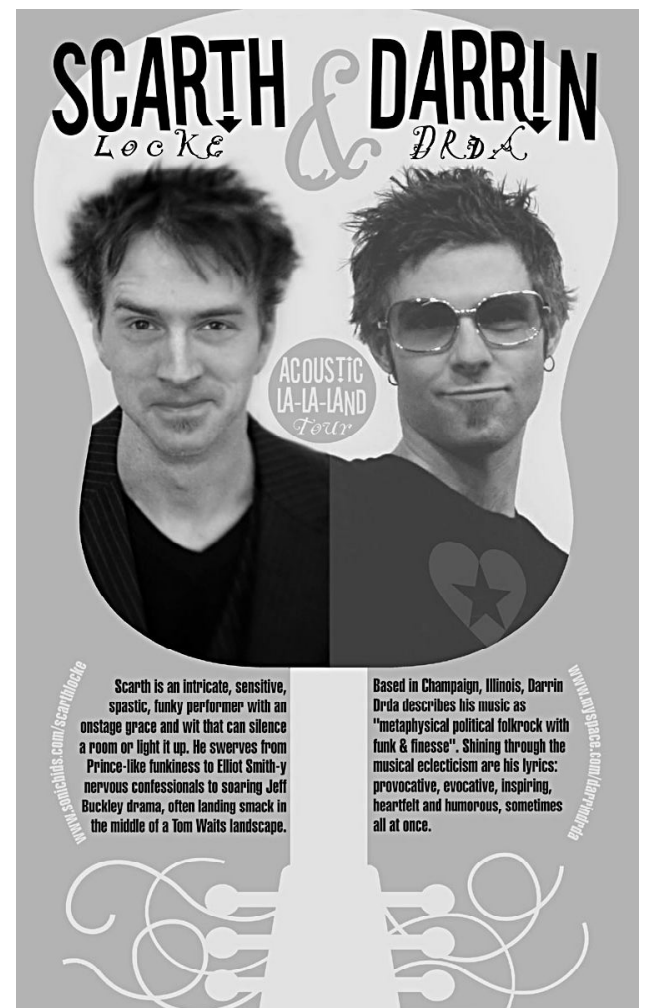 SCARTH & DARRIN
LOCKE DRDA
ACOUSTIC
LA-LA-LAND
Tour
Scarth is an intricate, sensitive,
spastic, funky performer with an
onstage grace and wit that can silence
a room or light it up. He swerves from
Prince-like funkiness to Elliot Smith-y
nervous confessionals to soaring Jeff
Buckley drama, often landing smack in
the middle of a Tom Waits landscape.
www.sonicbids.com/scarthlocke
Based in Champaign, Illinois, Darrin
Drda describes his music as
"metaphysical political folkrock with
funk & finesse". Shining through the
musical eclecticism are his lyrics:
provocative, evocative, inspiring,
heartfelt and humorous, sometimes
all at once.
www.myspace.com/darrindrda